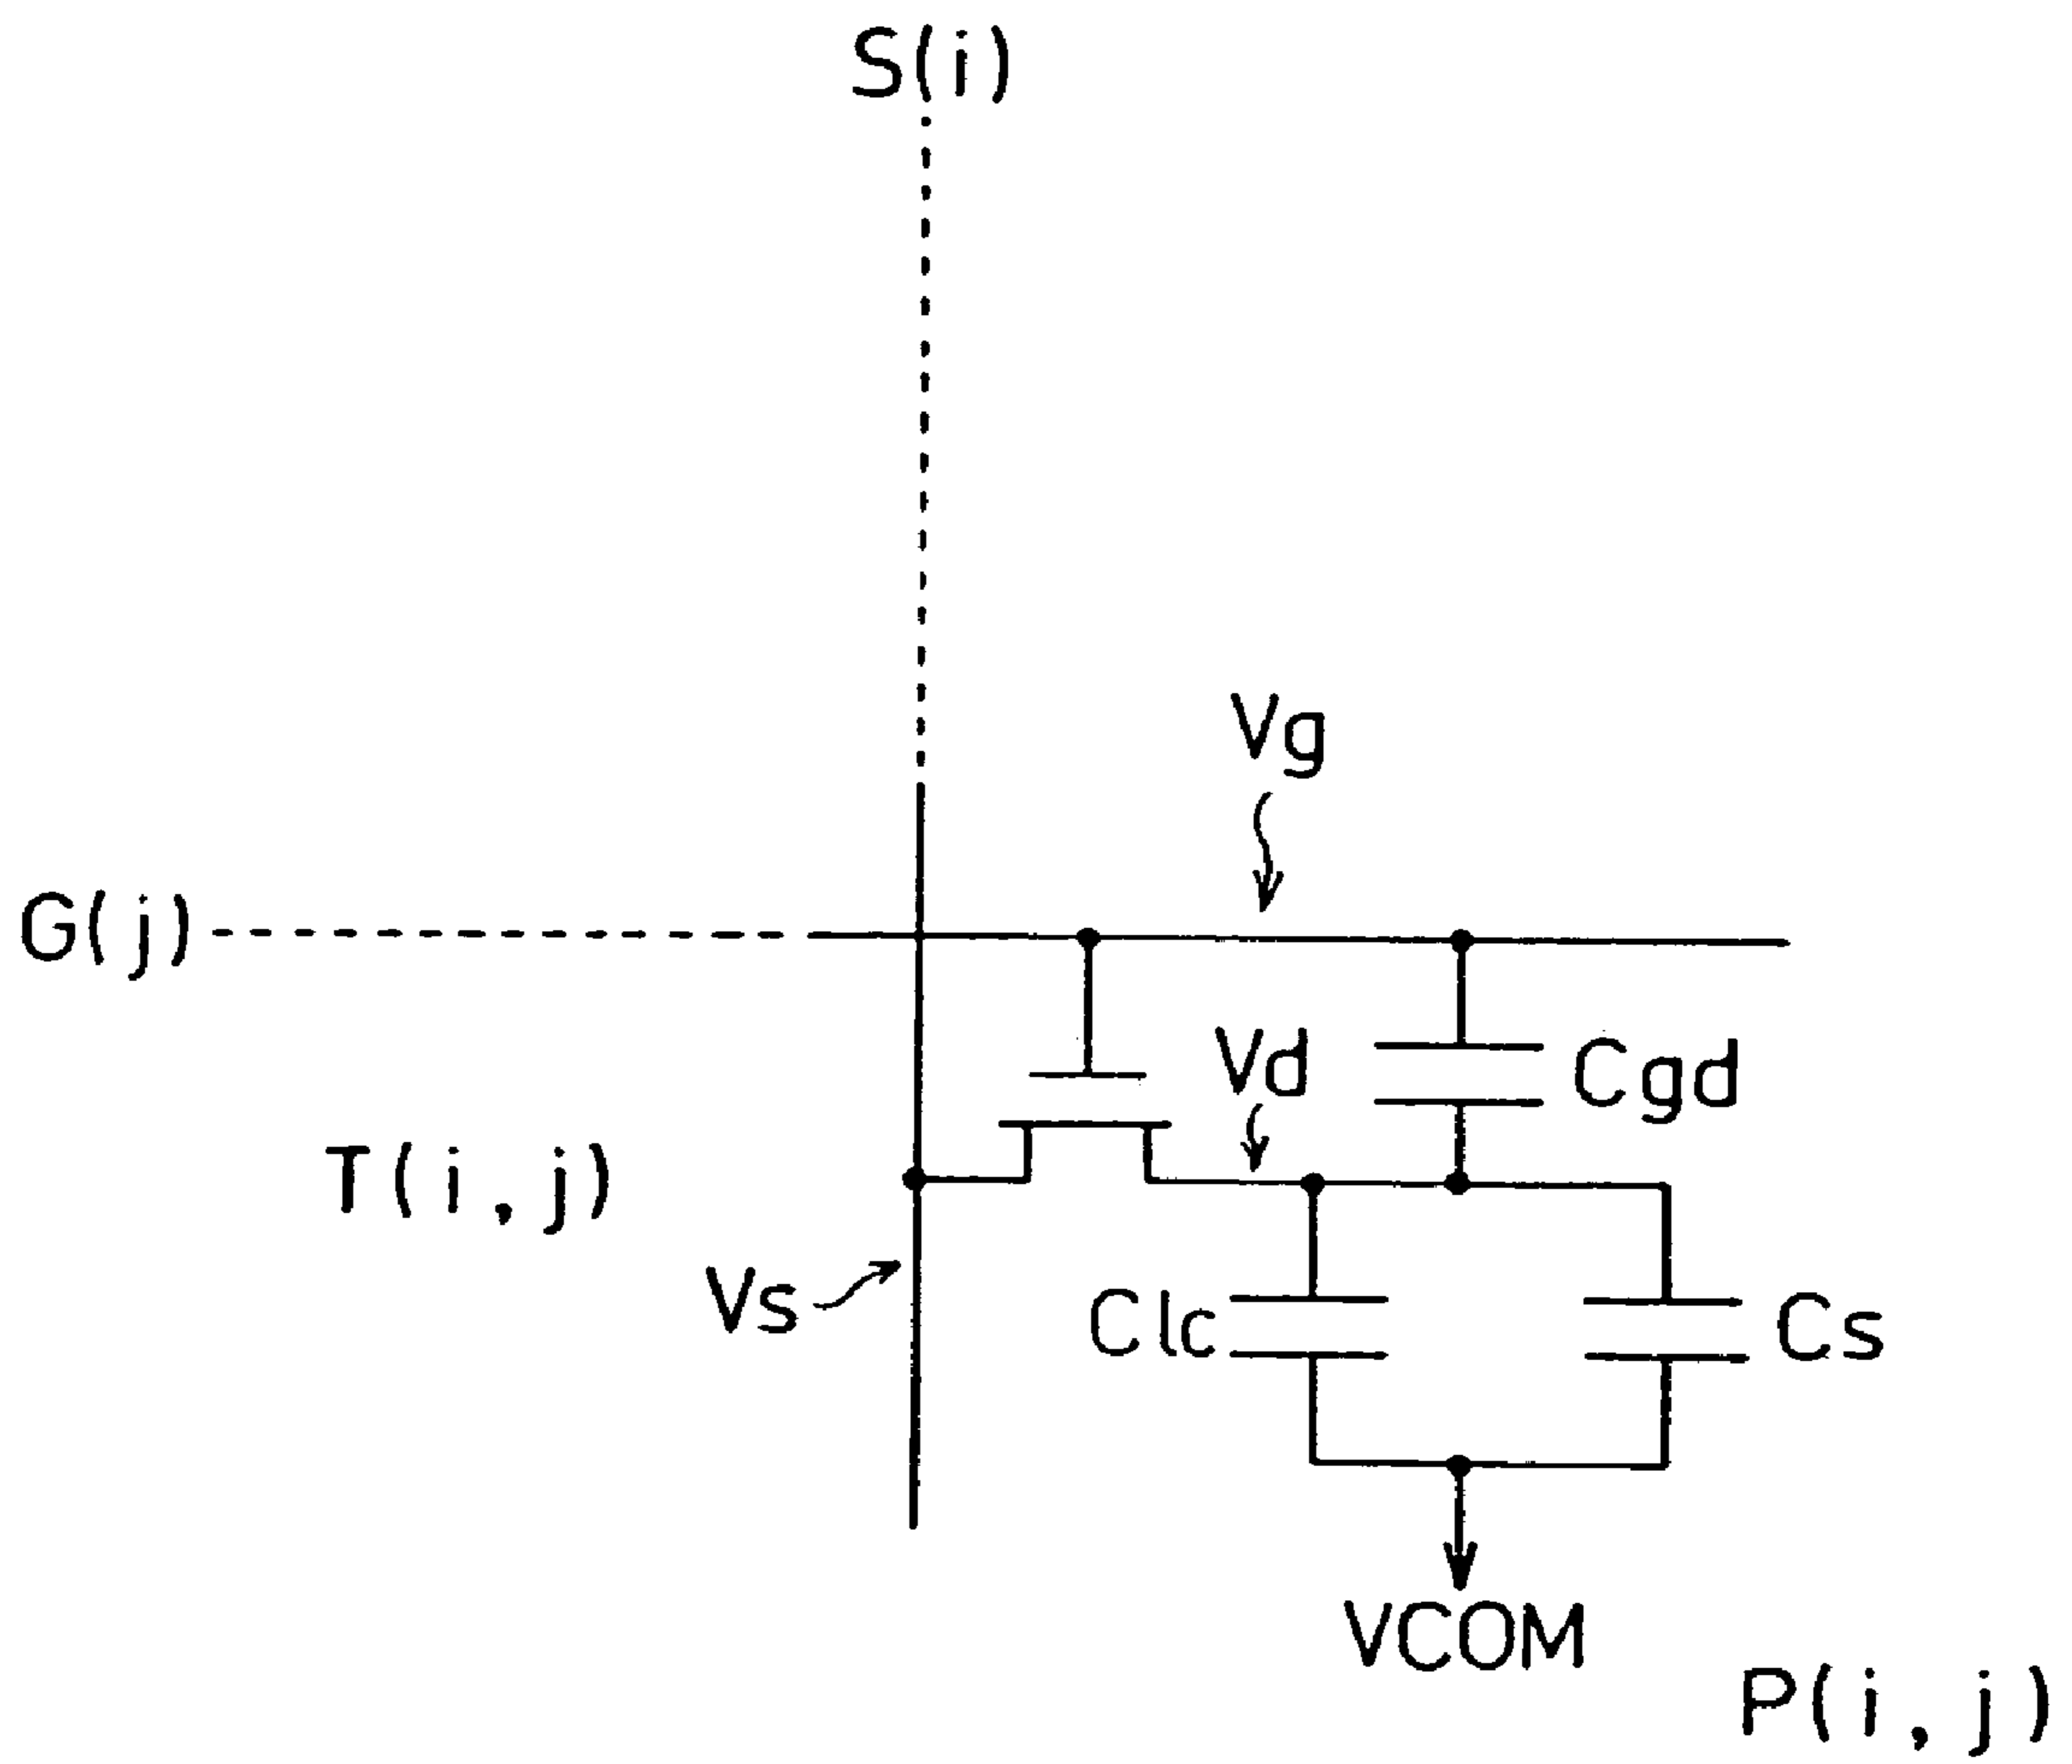 S(i)
Vg
G(j)
Vd
Cgd
T(i,j)
Vs
Clc
Cs
VCOM
P(i,j)